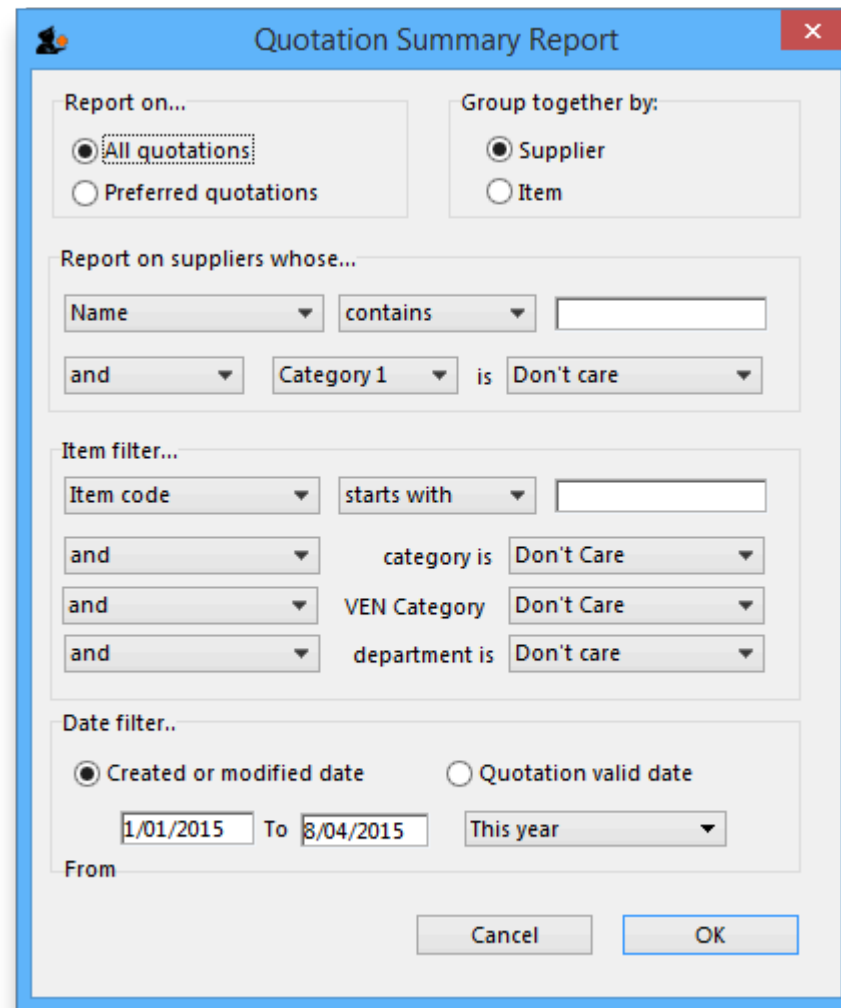 Quotation Summary Report
Report on... Group together by:
All quotations Supplier
Preferred quotations Item
Report on suppliers whose...
Name contains
and Category 1 is Don't care
Item filter...
Item code starts with
and category is Don't Care
and VEN Category Don't Care
and department is Don't care
Date filter..
Created or modified date Quotation valid date
1/01/2015 To 8/04/2015 This year
From
Cancel OK